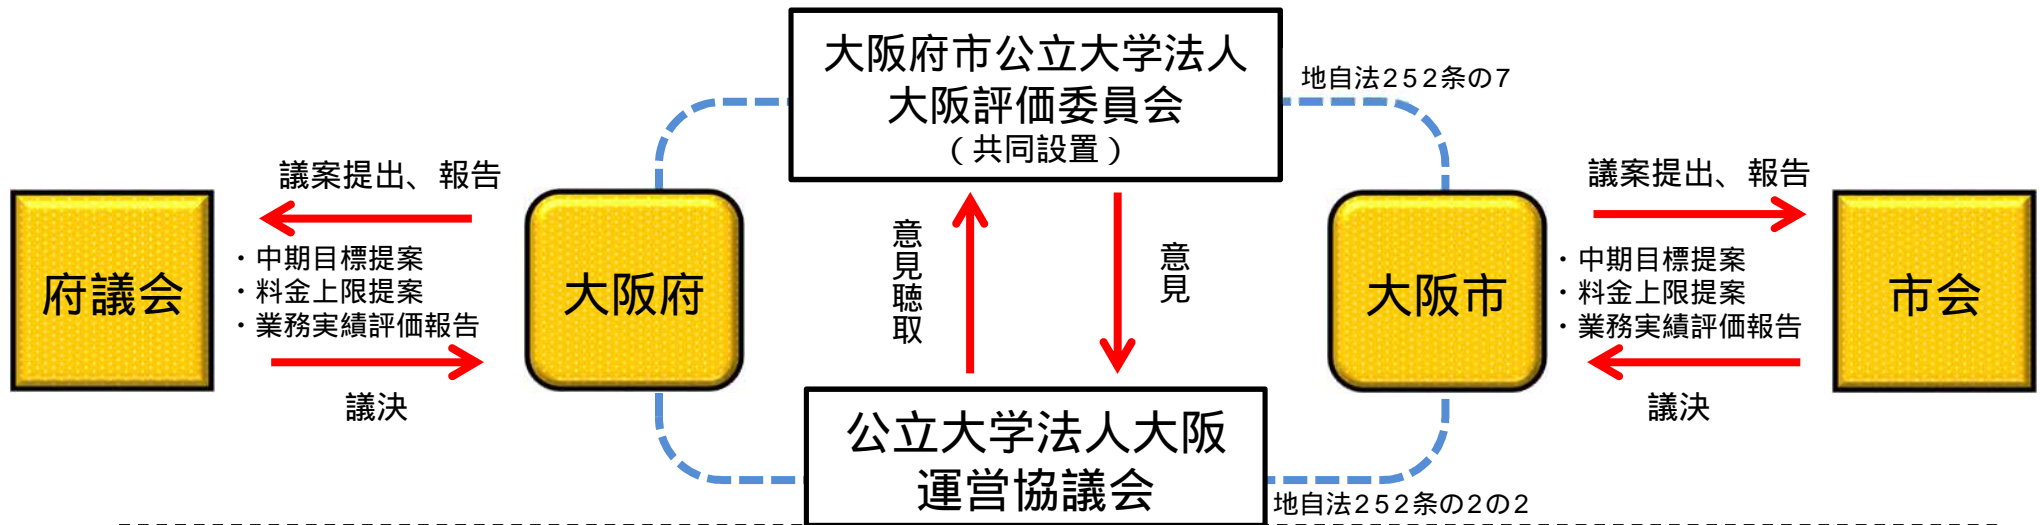 大阪府市公立大学法人
大阪評価委員会
（共同設置）
地自法252条の7
議案提出、報告
府議会
・中期目標提案
・料金上限提案
・業務実績評価報告
議決
大阪府
意見聴取
意見
大阪市
議案提出、報告
・中期目標提案
・料金上限提案
・業務実績評価報告
議決
市会
公立大学法人大阪
運営協議会
地自法252条の2の2